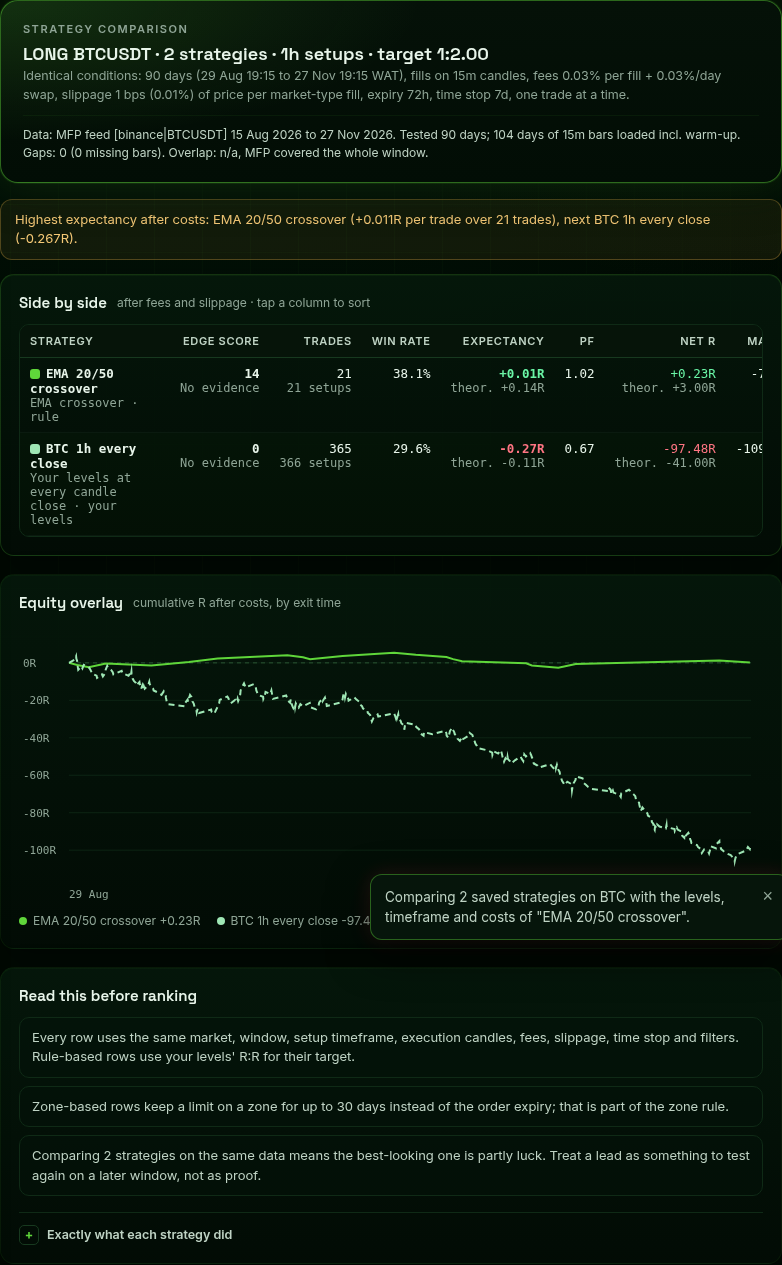 STRATEGY COMPARISON
LONG BTCUSDT · 2 strategies · 1h setups · target 1:2.00
Identical conditions: 90 days (29 Aug 19:15 to 27 Nov 19:15 WAT), fills on 15m candles, fees 0.03% per fill + 0.03%/day
swap, slippage 1 bps (0.01%) of price per market-type fill, expiry 72h, time stop 7d, one trade at a time.
Data: MFP feed [binance|BTCUSDT] 15 Aug 2026 to 27 Nov 2026. Tested 90 days; 104 days of 15m bars loaded incl. warm-up.
Gaps: 0 (0 missing bars). Overlap: n/a, MFP covered the whole window.
Highest expectancy after costs: EMA 20/50 crossover (+0.011R per trade over 21 trades), next BTC 1h every close
(-0.267R).
Side by side after fees and slippage · tap a column to sort
STRATEGY EDGE SCORE TRADES WIN RATE EXPECTANCY PF NET R MA
EMA 20/50 14 21 38.1% +0.01R 1.02 +0.23R -7
crossover No evidence 21 setups theor. +0.14R theor. +3.00R
EMA crossover ·
rule
BTC 1h every 0 365 29.6% -0.27R 0.67 -97.48R -109
close No evidence 366 setups theor. -0.11R theor. -41.00R
Your levels at
every candle
close · your
levels
Equity overlay cumulative R after costs, by exit time
0R
-20R
-40R
-60R
-80R
-100R
29 Aug
EMA 20/50 crossover +0.23R BTC 1h every close -97.4
Comparing 2 saved strategies on BTC with the levels, ×
timeframe and costs of "EMA 20/50 crossover".
Read this before ranking
Every row uses the same market, window, setup timeframe, execution candles, fees, slippage, time stop and filters.
Rule-based rows use your levels' R:R for their target.
Zone-based rows keep a limit on a zone for up to 30 days instead of the order expiry; that is part of the zone rule.
Comparing 2 strategies on the same data means the best-looking one is partly luck. Treat a lead as something to test
again on a later window, not as proof.
+ Exactly what each strategy did